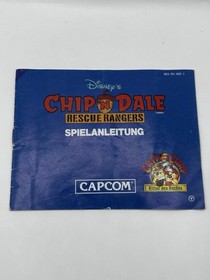 Disney's
CHIP DALE
RESCUE RANGERS
SPIELANLEITUNG
CAPCOM